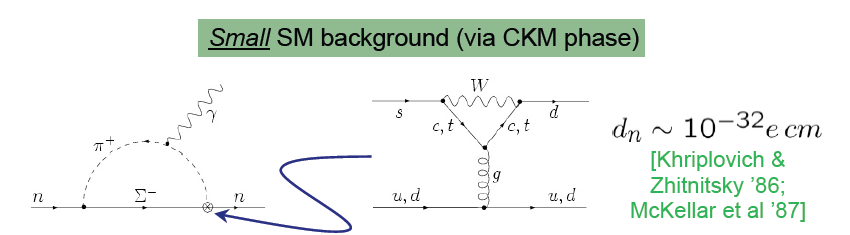 Small SM background (via CKM phase)
π⁺
γ
n
Σ⁻
n
W
s
d
c, t
c, t
g
u, d
u, d
dₙ ∼ 10⁻³² e cm
[Khriplovich &
Zhitnitsky ’86;
McKellar et al ’87]